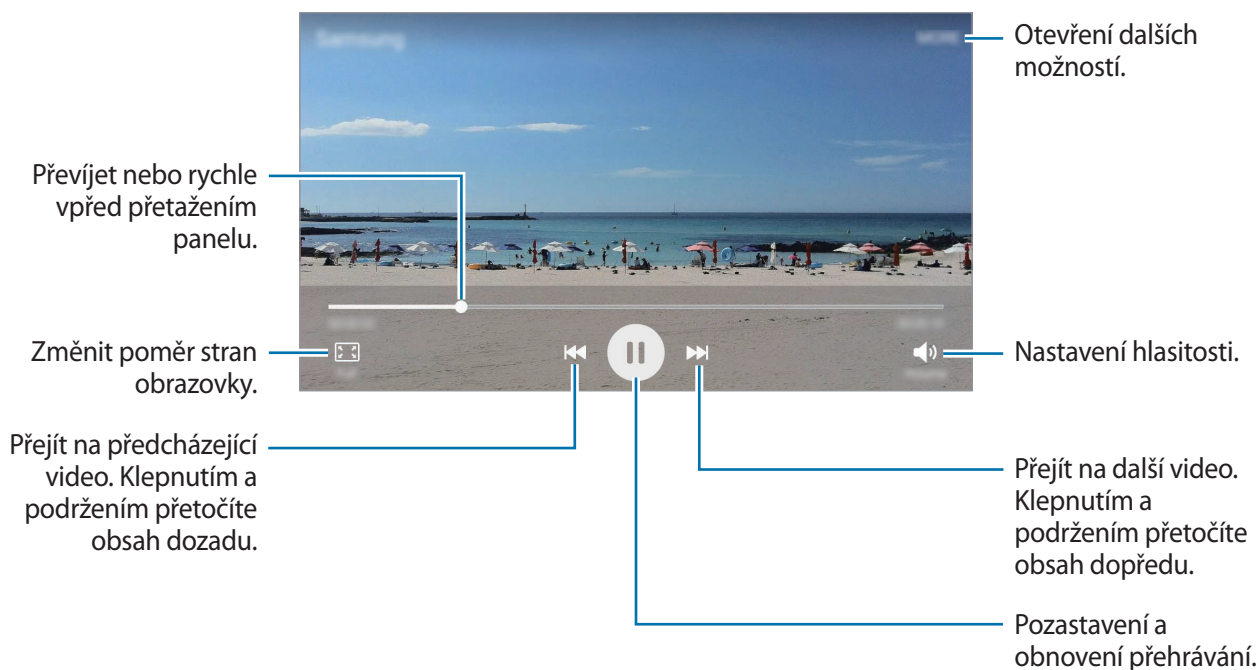 Otevření dalších
možností.
Převíjet nebo rychle
vpřed přetažením
panelu.
Změnit poměr stran
obrazovky.
Nastavení hlasitosti.
Přejít na předcházející
video. Klepnutím a
podržením přetočíte
obsah dozadu.
Přejít na další video.
Klepnutím a
podržením přetočíte
obsah dopředu.
Pozastavení a
obnovení přehrávání.